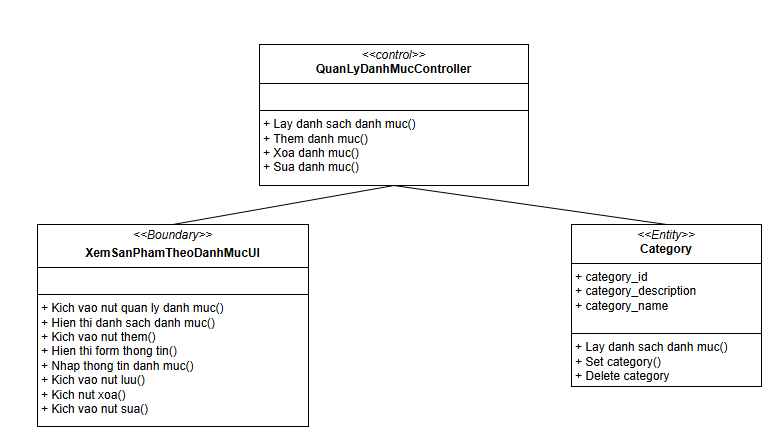 <<control>>
QuanLyDanhMucController
+ Lay danh sach danh muc()
+ Them danh muc()
+ Xoa danh muc()
+ Sua danh muc()
<<Boundary>>
XemSanPhamTheoDanhMucUI
+ Kich vao nut quan ly danh muc()
+ Hien thi danh sach danh muc()
+ Kich vao nut them()
+ Hien thi form thong tin()
+ Nhap thong tin danh muc()
+ Kich vao nut luu()
+ Kich nut xoa()
+ Kich vao nut sua()
<<Entity>>
Category
+ category_id
+ category_description
+ category_name
+ Lay danh sach danh muc()
+ Set category()
+ Delete category